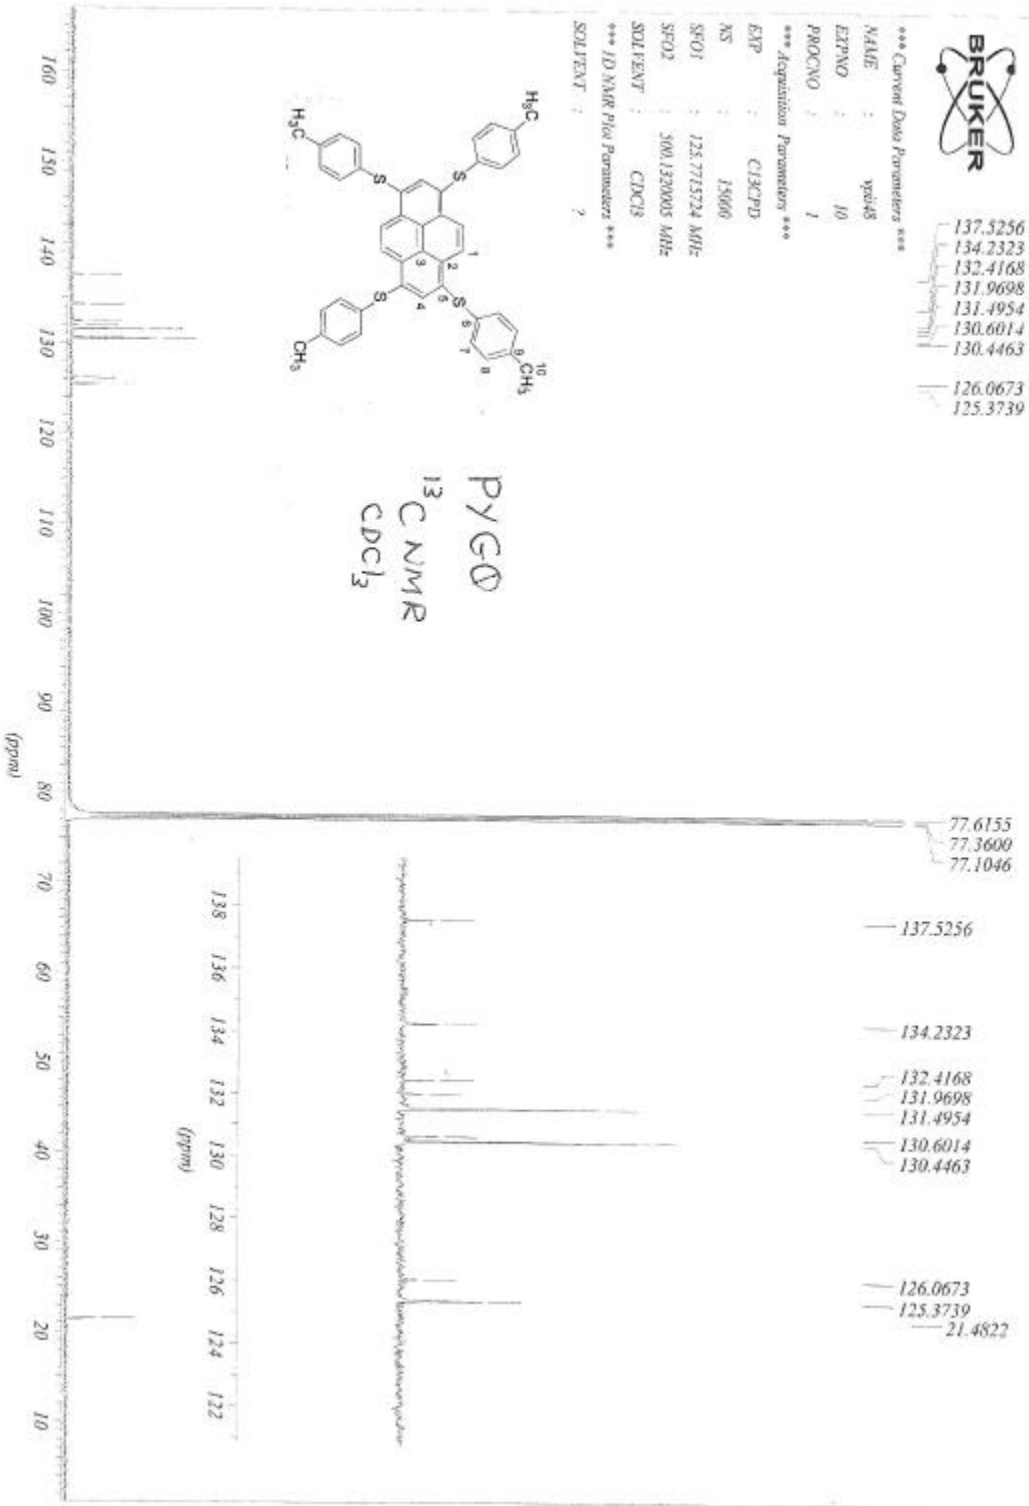 BRUKER
*** Current Data Parameters ***
NAME : vpi48
EXPNO : 10
PROCNO : 1
*** Acquisition Parameters ***
EXP : C13CPD
NS : 15000
SFO1 : 125.7715724 MHz
SFO2 : 500.1320005 MHz
SOLVENT : CDCl3
*** 1D NMR Plot Parameters ***
SOLVENT : ?
137.5256
134.2323
132.4168
131.9698
131.4954
130.6014
130.4463
126.0673
125.3739
77.6155
77.3600
77.1046
137.5256
134.2323
132.4168
131.9698
131.4954
130.6014
130.4463
126.0673
125.3739
21.4822
H3C
CH3
S
S
1
2
3
4
5
6
7
8
9
10
S
S
H3C
CH3
PyG①
13 C NMR
CDCl3
138 136 134 132 130 128 126 124 122
(ppm)
160 150 140 130 120 110 100 90 80 70 60 50 40 30 20 10
(ppm)